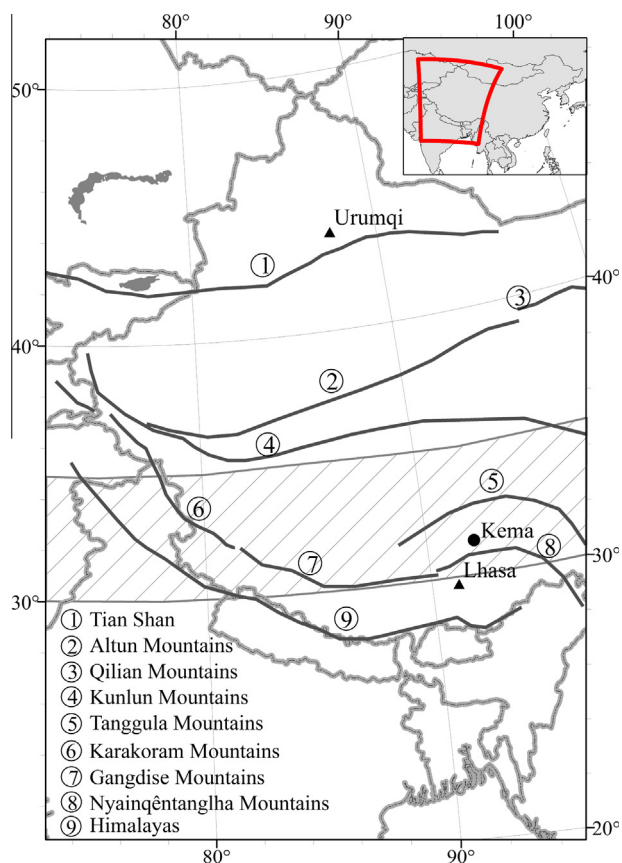 80°
90°
100°
50°
Urumqi
①
40°
③
40°
②
④
⑤
⑥
Kema
⑧
30°
⑦
Lhasa
30°
⑨
① Tian Shan
② Altun Mountains
③ Qilian Mountains
④ Kunlun Mountains
⑤ Tanggula Mountains
⑥ Karakoram Mountains
⑦ Gangdise Mountains
⑧ Nyainqêntanglha Mountains
⑨ Himalayas
20°
80°
90°